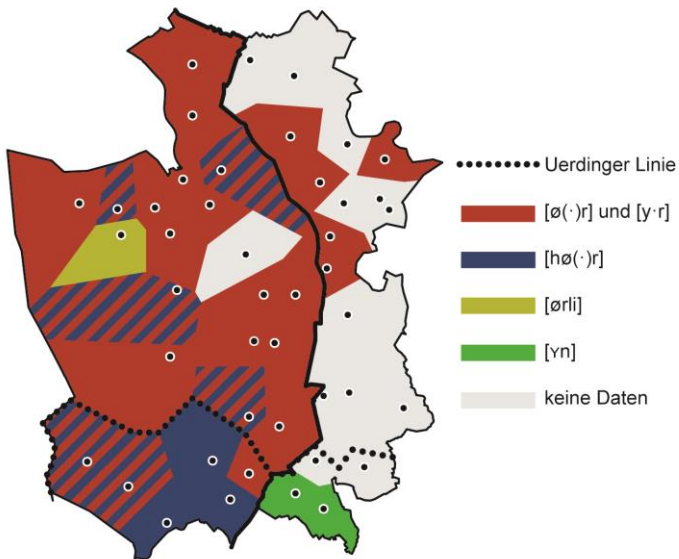 Uerdinger Linie
[ø(·)r] und [y·r]
[hø(·)r]
[ørli]
[ʏn]
keine Daten